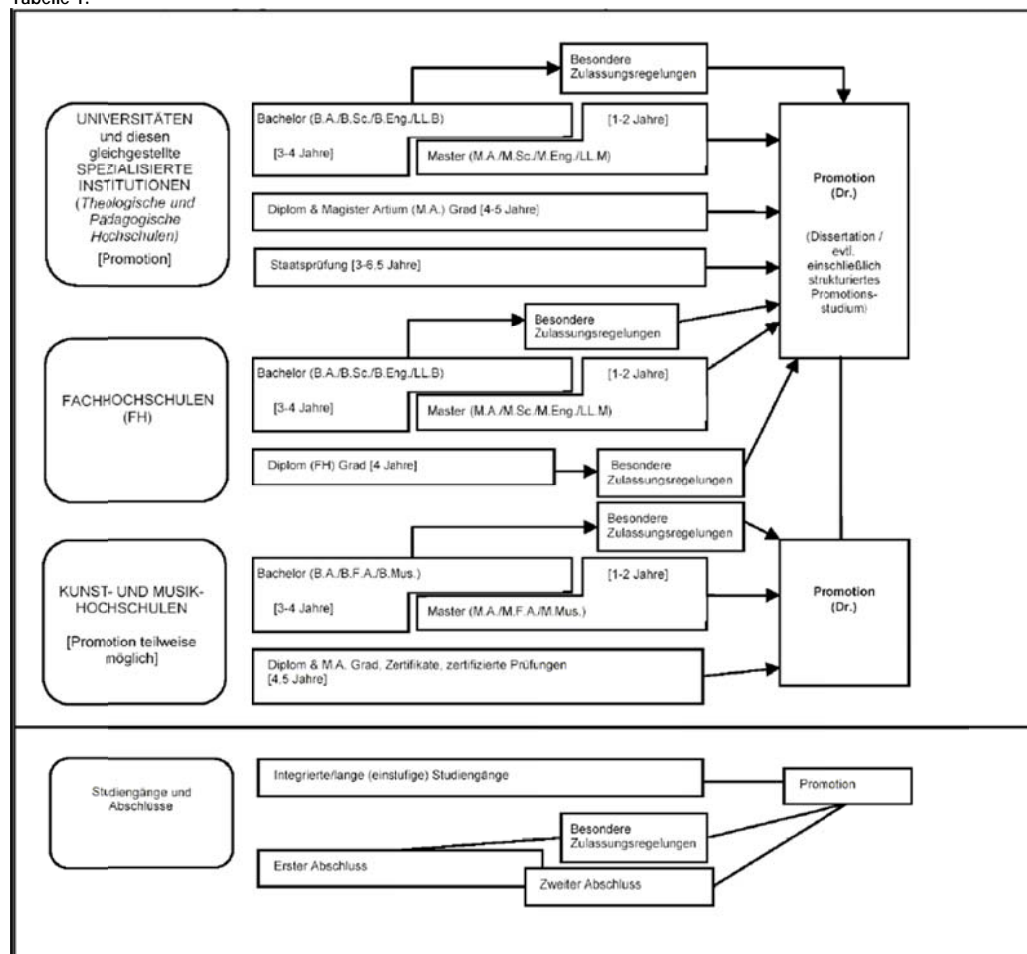 Tabelle 1:
Besondere
Zulassungsregelungen
UNIVERSITÄTEN
und diesen
gleichgestellte
SPEZIALISIERTE
INSTITUTIONEN
(Theologische und
Pädagogische
Hochschulen)
[Promotion]
Bachelor (B.A./B.Sc./B.Eng./LL.B)
[3-4 Jahre]
[1-2 Jahre]
Master (M.A./M.Sc./M.Eng./LL.M)
Diplom & Magister Artium (M.A.) Grad [4-5 Jahre]
Staatsprüfung [3-6,5 Jahre]
Promotion
(Dr.)
(Dissertation /
evtl.
einschließlich
strukturiertes
Promotions-
studium)
FACHHOCHSCHULEN
(FH)
Besondere
Zulassungsregelungen
Bachelor (B.A./B.Sc./B.Eng./LL.B)
[3-4 Jahre]
[1-2 Jahre]
Master (M.A./M.Sc./M.Eng./LL.M)
Diplom (FH) Grad [4 Jahre]
Besondere
Zulassungsregelungen
KUNST- UND MUSIK-
HOCHSCHULEN
[Promotion teilweise
möglich]
Besondere
Zulassungsregelungen
Bachelor (B.A./B.F.A./B.Mus.)
[3-4 Jahre]
[1-2 Jahre]
Master (M.A./M.F.A./M.Mus.)
Diplom & M.A. Grad, Zertifikate, zertifizierte Prüfungen
[4,5 Jahre]
Promotion
(Dr.)
Studiengänge und
Abschlüsse
Integrierte/lange (einstufige) Studiengänge
Promotion
Besondere
Zulassungsregelungen
Erster Abschluss
Zweiter Abschluss